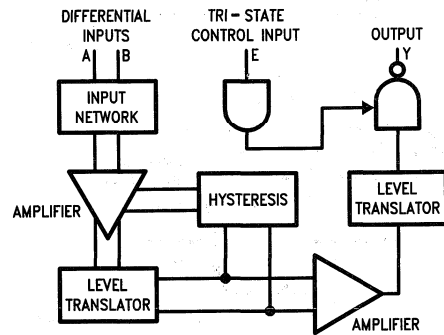 DIFFERENTIAL
INPUTS
A B
TRI-STATE
CONTROL INPUT
E
OUTPUT
Y
INPUT
NETWORK
AMPLIFIER
HYSTERESIS
LEVEL
TRANSLATOR
LEVEL
TRANSLATOR
AMPLIFIER